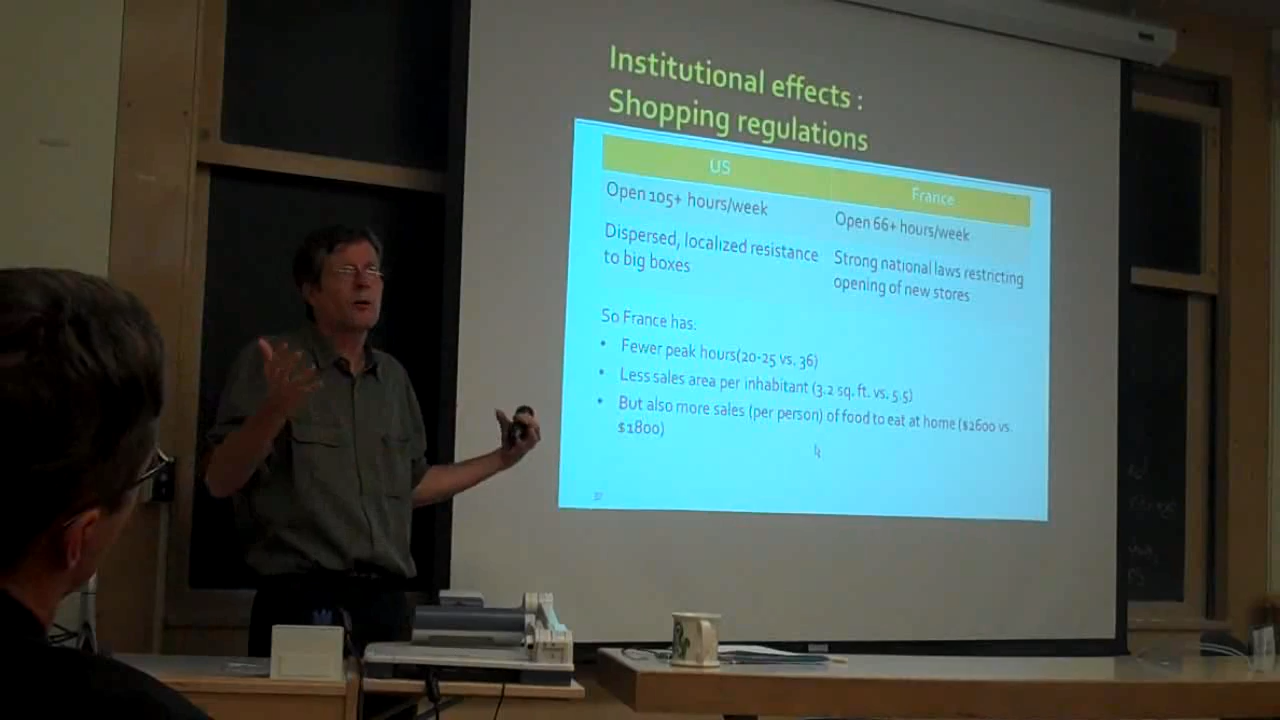 Institutional effects :
Shopping regulations
US
France
Open 105+ hours/week
Open 66+ hours/week
Dispersed, localized resistance
to big boxes
Strong national laws restricting
opening of new stores
So France has:
• Fewer peak hours(20-25 vs. 36)
• Less sales area per inhabitant (3.2 sq. ft. vs. 5.5)
• But also more sales (per person) of food to eat at home ($2600 vs.
$1800)